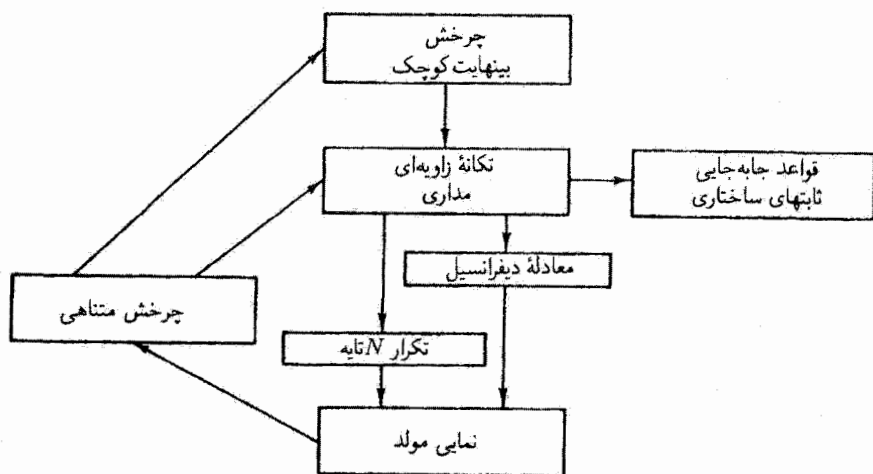 چرخش
بینهایت کوچک
تکانهٔ زاویه‌ای
مداری
قواعد جابه‌جایی
ثابتهای ساختاری
معادلهٔ دیفرانسیل
چرخش متناهی
تکرار N تایه
نمایی مولد